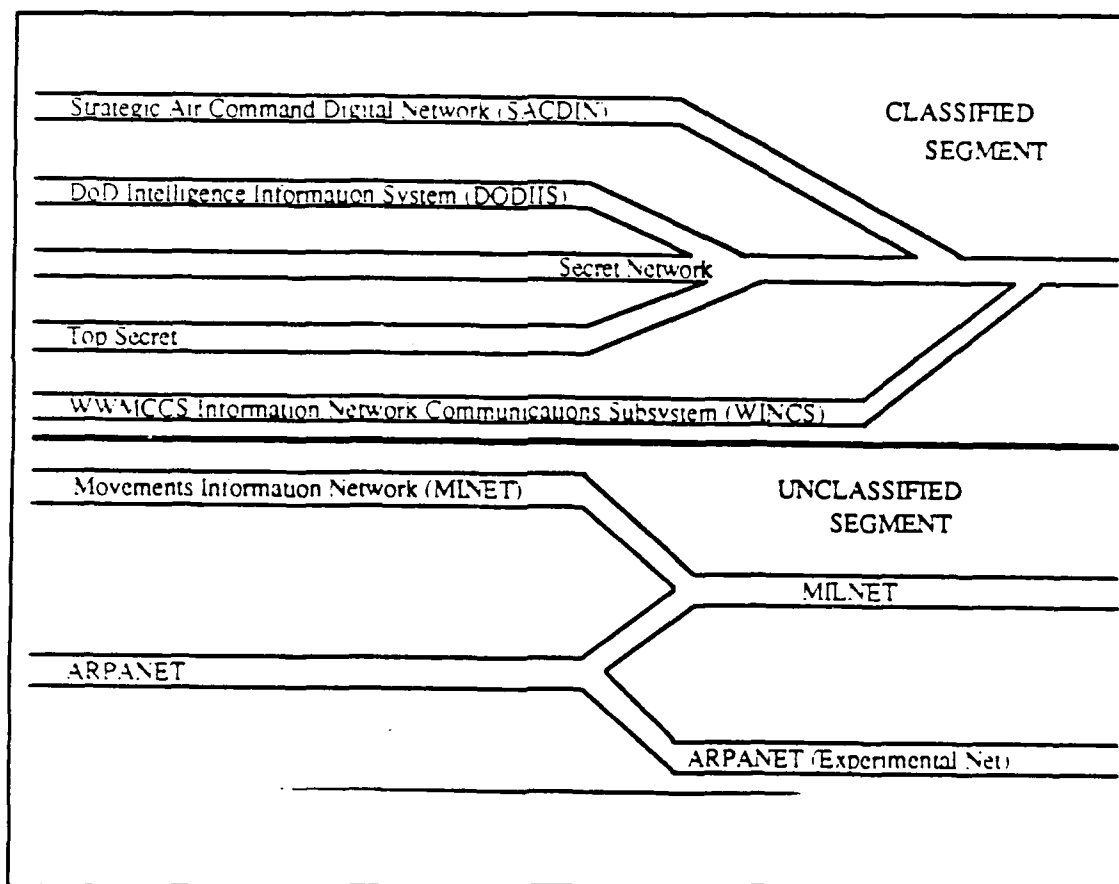 Strategic Air Command Digital Network (SACDIN)
CLASSIFIED
SEGMENT
DoD Intelligence Information System (DODIIS)
Secret Network
Top Secret
WWMCCS Information Network Communications Subsystem (WINCS)
Movements Information Network (MINET)
UNCLASSIFIED
SEGMENT
MILNET
ARPANET
ARPANET (Experimental Net)